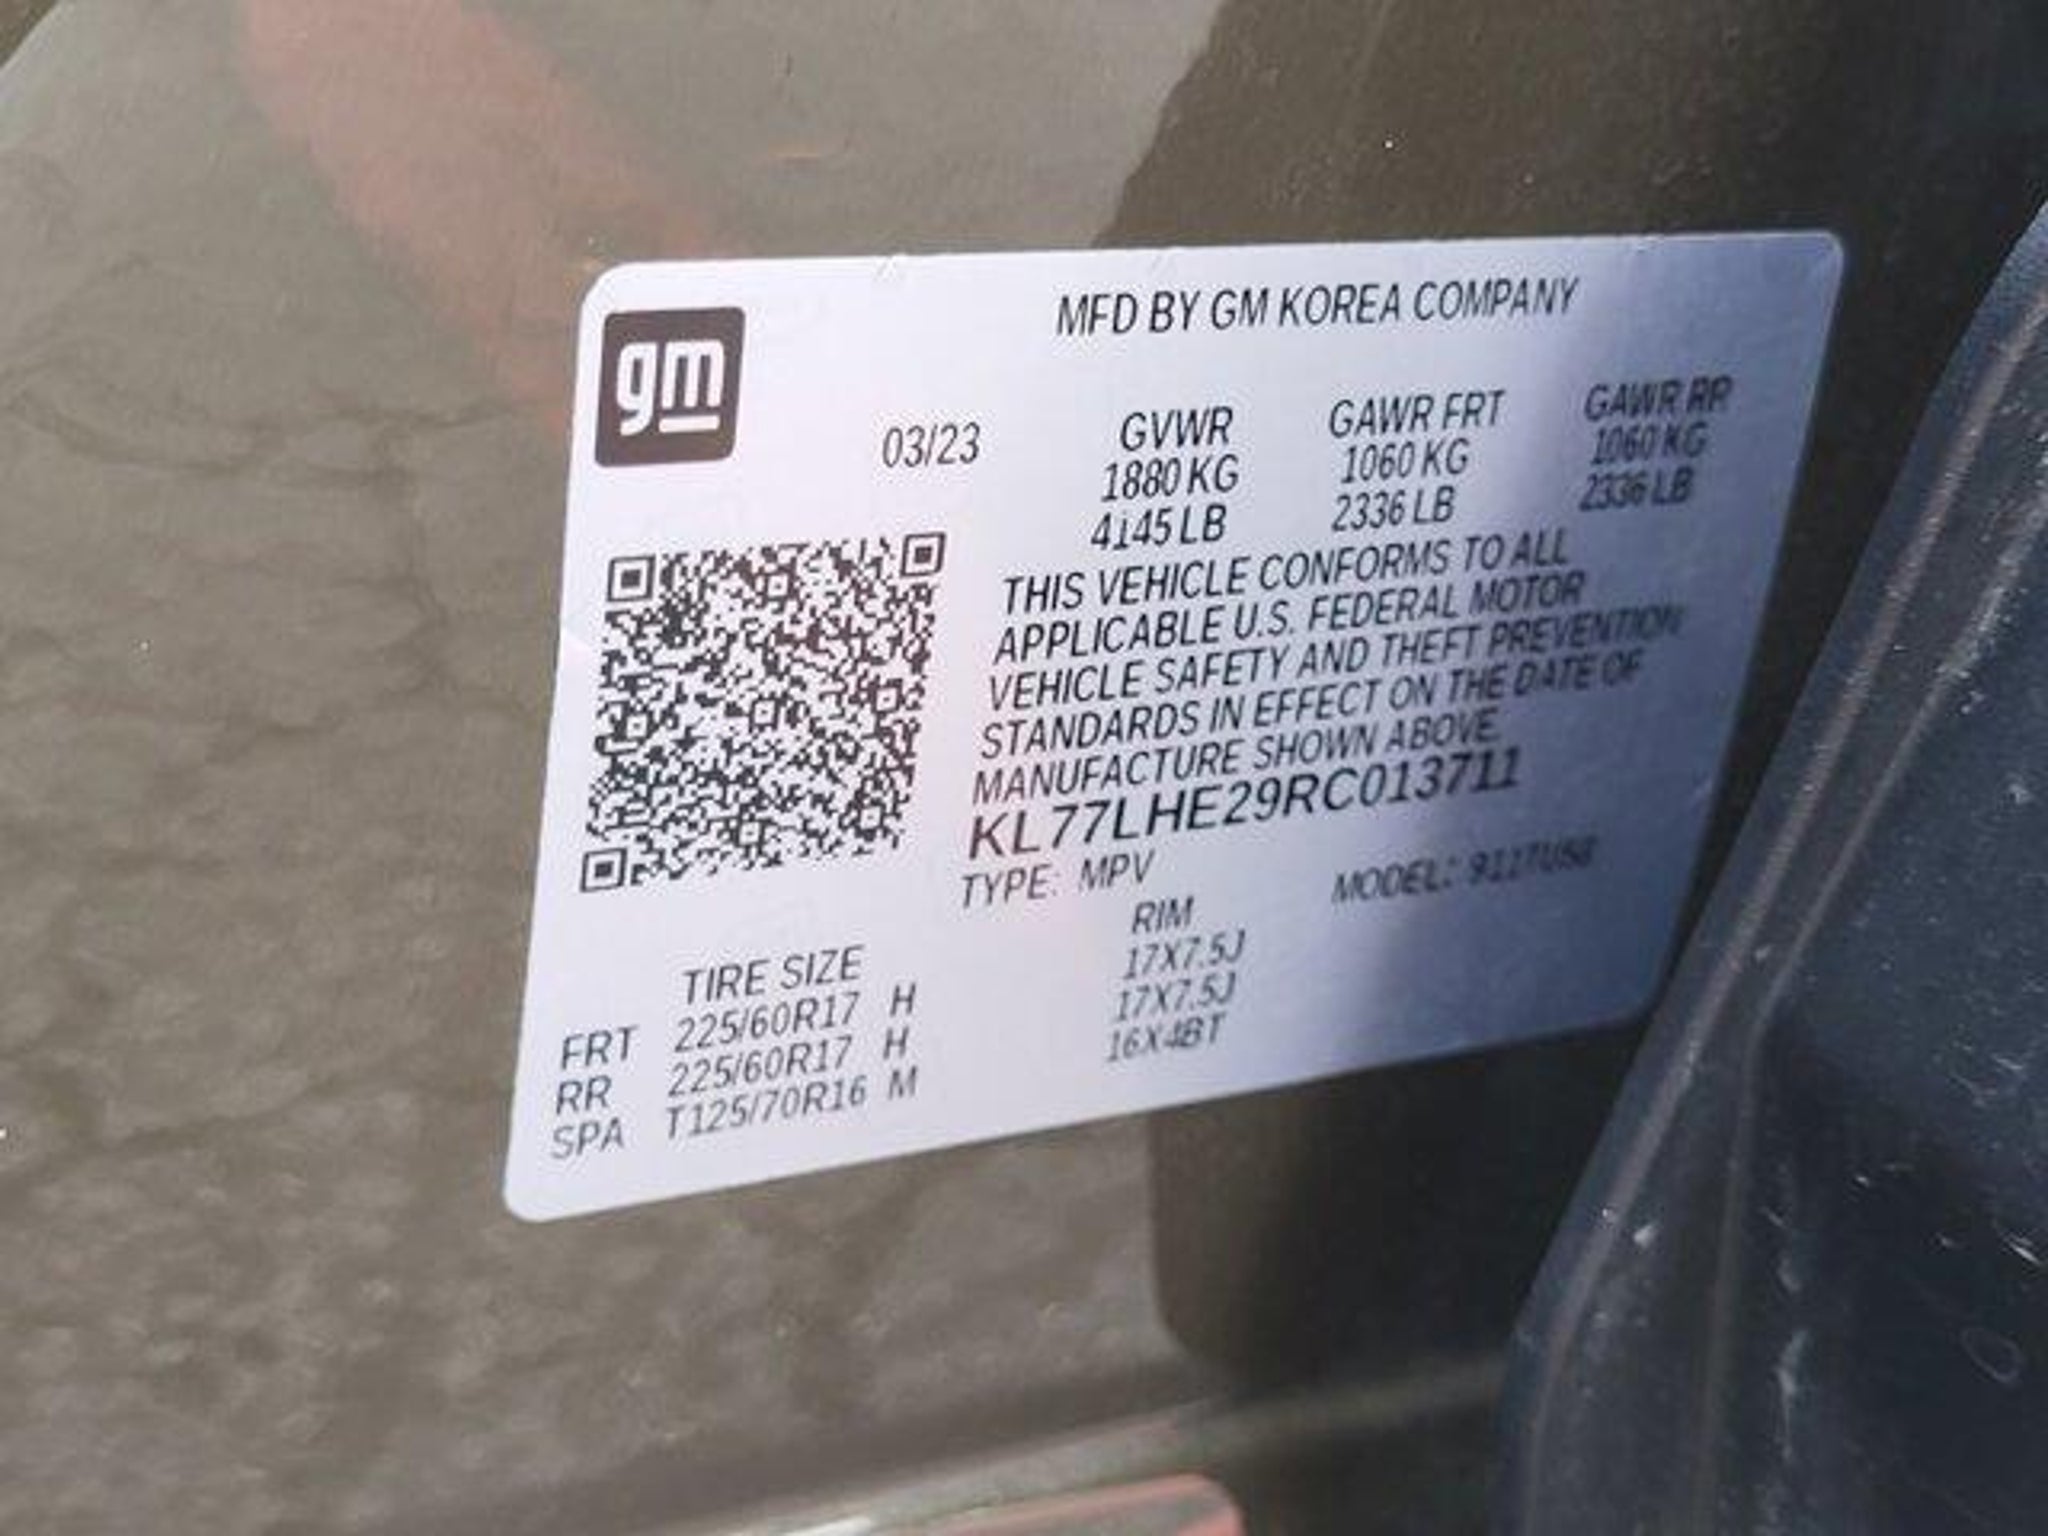 gm
MFD BY GM KOREA COMPANY
03/23
GVWR GAWR FRT GAWR RR
1880 KG 1060 KG 1060 KG
4145 LB 2336 LB 2336 LB
THIS VEHICLE CONFORMS TO ALL
APPLICABLE U.S. FEDERAL MOTOR
VEHICLE SAFETY AND THEFT PREVENTION
STANDARDS IN EFFECT ON THE DATE OF
MANUFACTURE SHOWN ABOVE.
KL77LHE29RC013711
TYPE: MPV MODEL:
TIRE SIZE RIM
FRT 225/60R17 H 17X7.5J
RR 225/60R17 H 17X7.5J
SPA T125/70R16 M 16X4BT